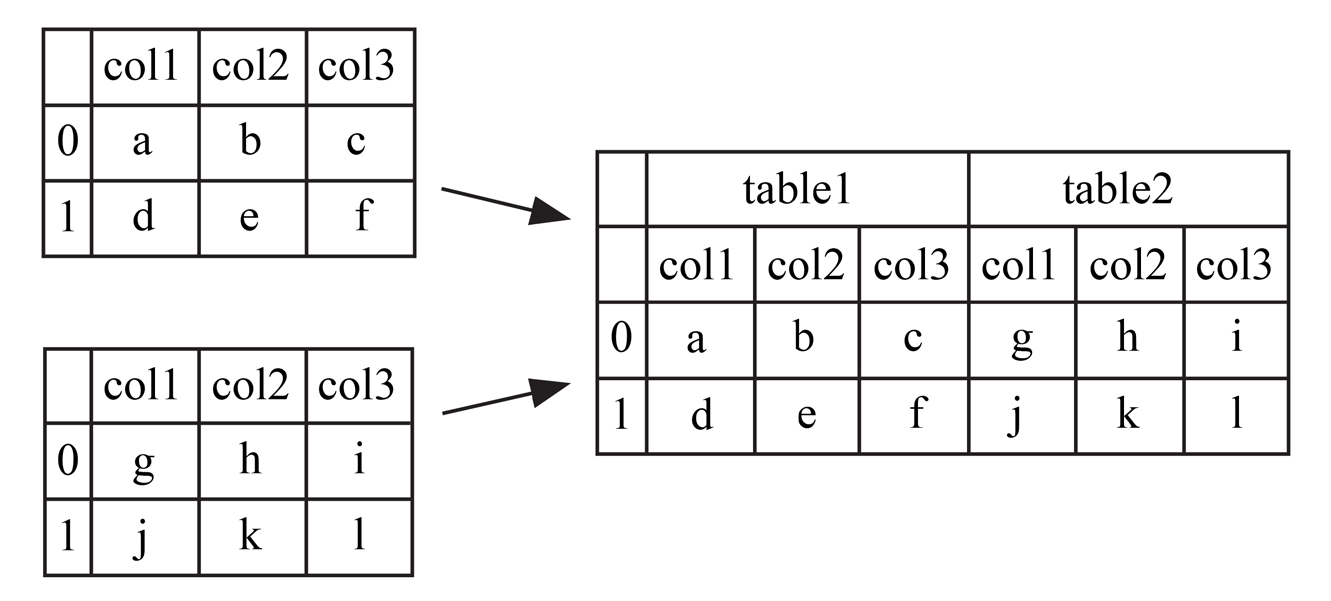 col1 col2 col3
0 a b c
1 d e f
col1 col2 col3
0 g h i
1 j k l
table1 table2
col1 col2 col3 col1 col2 col3
0 a b c g h i
1 d e f j k l